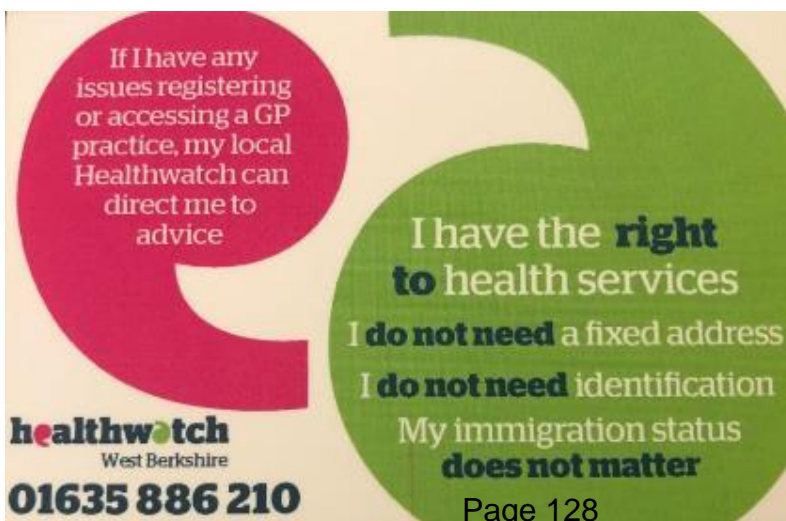 If I have any
issues registering
or accessing a GP
practice, my local
Healthwatch can
direct me to
advice
I have the right
to health services
I do not need a fixed address
I do not need identification
My immigration status
does not matter
healthwatch
West Berkshire
01635 886 210
Page 128